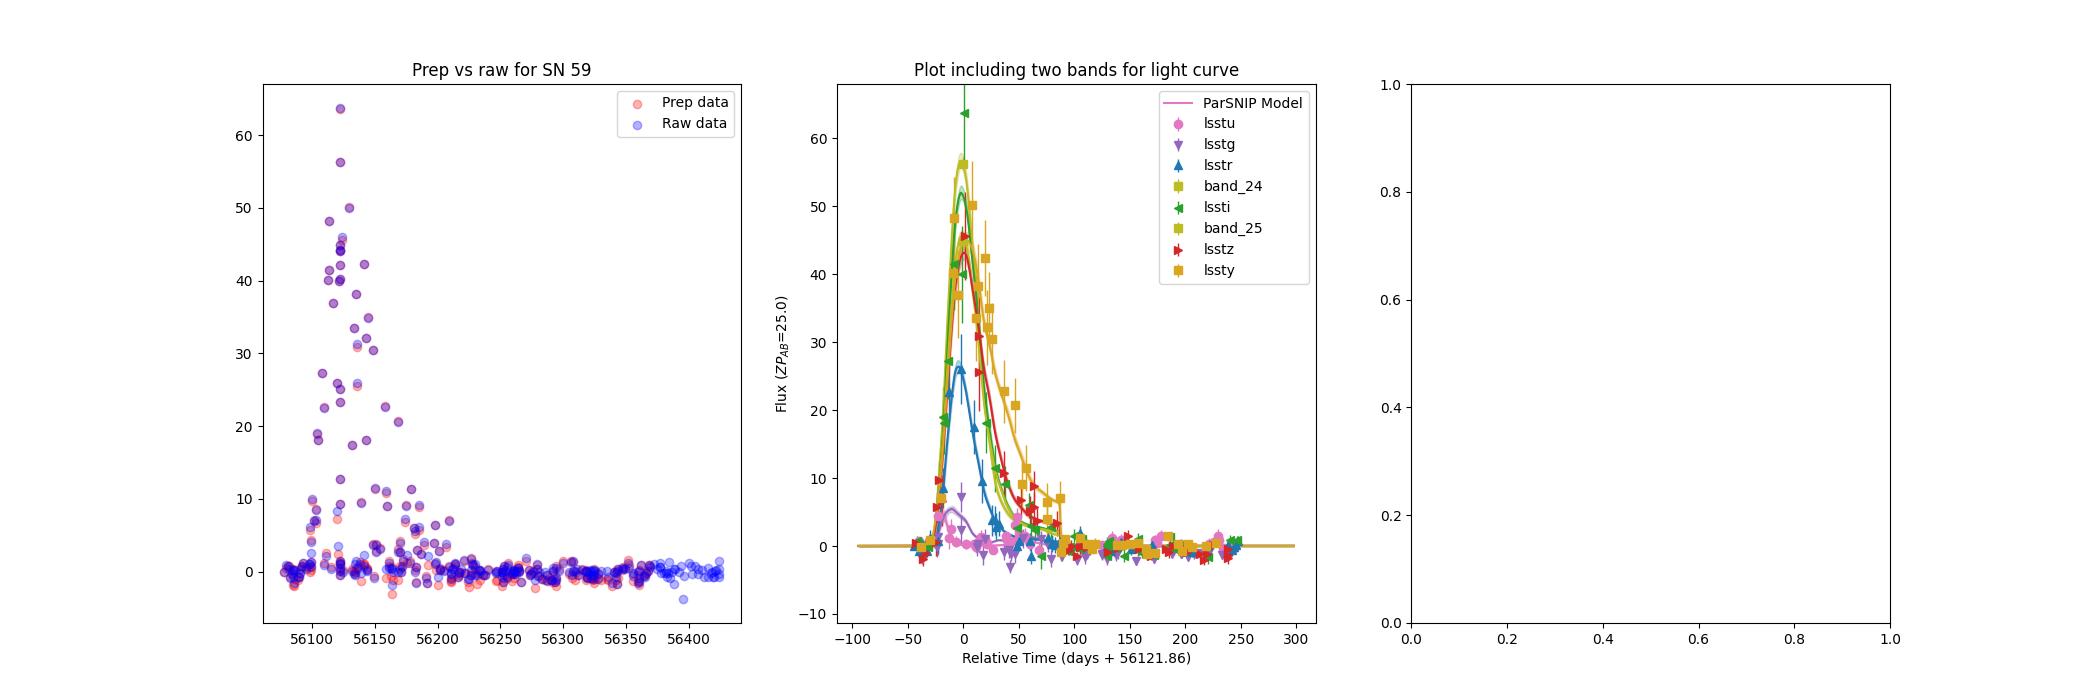 Prep vs raw for SN 59
Prep data
Raw data
60
50
40
30
20
10
0
56100 56150 56200 56250 56300 56350 56400
Plot including two bands for light curve
ParSNIP Model
lsstu
lsstg
lsstr
band_24
lssti
band_25
lsstz
lssty
60
50
40
30
20
10
0
−10
Flux (ZP_AB=25.0)
−100 −50 0 50 100 150 200 250 300
Relative Time (days + 56121.86)
1.0
0.8
0.6
0.4
0.2
0.0
0.0 0.2 0.4 0.6 0.8 1.0